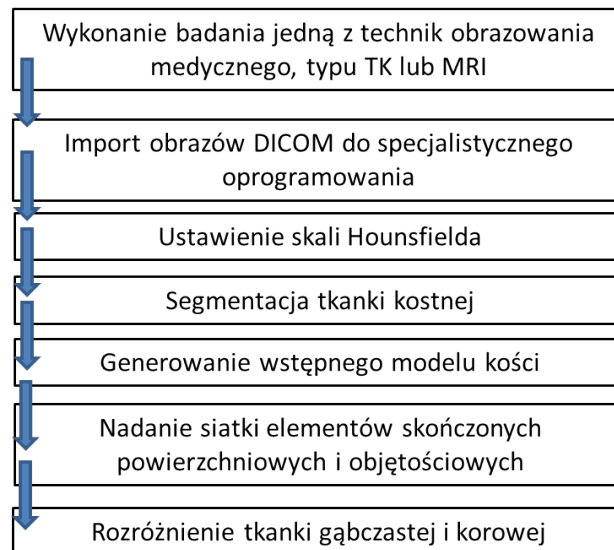 Wykonanie badania jedną z technik obrazowania
medycznego, typu TK lub MRI
Import obrazów DICOM do specjalistycznego
oprogramowania
Ustawienie skali Hounsfielda
Segmentacja tkanki kostnej
Generowanie wstępnego modelu kości
Nadanie siatki elementów skończonych
powierzchniowych i objętościowych
Rozróżnienie tkanki gąbczastej i korowej